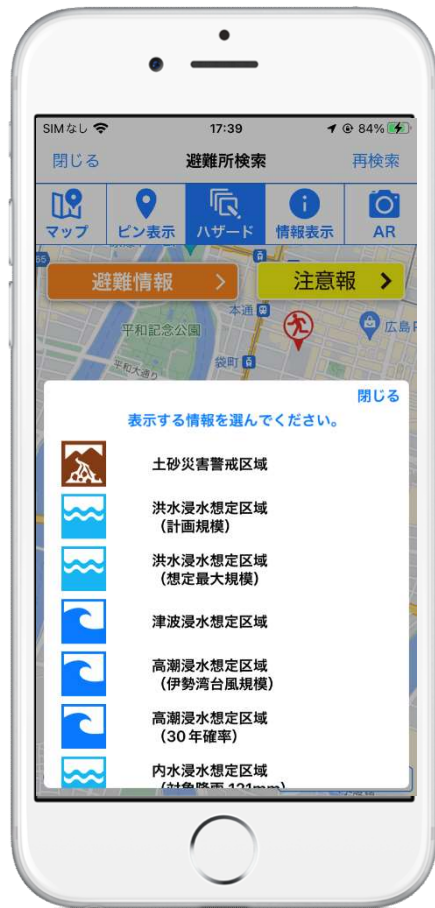 SIMなし 17:39 84%
閉じる 避難所検索 再検索
マップ ピン表示 ハザード 情報表示 AR
避難情報 > 注意報 >
本通
平和記念公園
広島
袋町
平和大通り
閉じる
表示する情報を選んでください。
土砂災害警戒区域
洪水浸水想定区域
(計画規模)
洪水浸水想定区域
(想定最大規模)
津波浸水想定区域
高潮浸水想定区域
(伊勢湾台風規模)
高潮浸水想定区域
(30年確率)
内水浸水想定区域
(対象降雨 121mm)